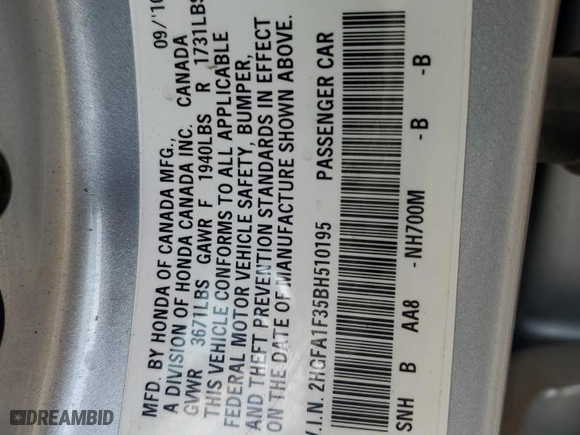 MFD. BY HONDA OF CANADA MFG., 09/'10
A DIVISION OF HONDA CANADA INC. CANADA
GVWR 3671LBS GAWR F 1940LBS R 1731LBS
THIS VEHICLE CONFORMS TO ALL APPLICABLE
FEDERAL MOTOR VEHICLE SAFETY, BUMPER,
AND THEFT PREVENTION STANDARDS IN EFFECT
ON THE DATE OF MANUFACTURE SHOWN ABOVE.
V.I.N. 2HGFA1F35BH510195 PASSENGER CAR
SNH B AA8 -NH700M -B -B
DREAMBID